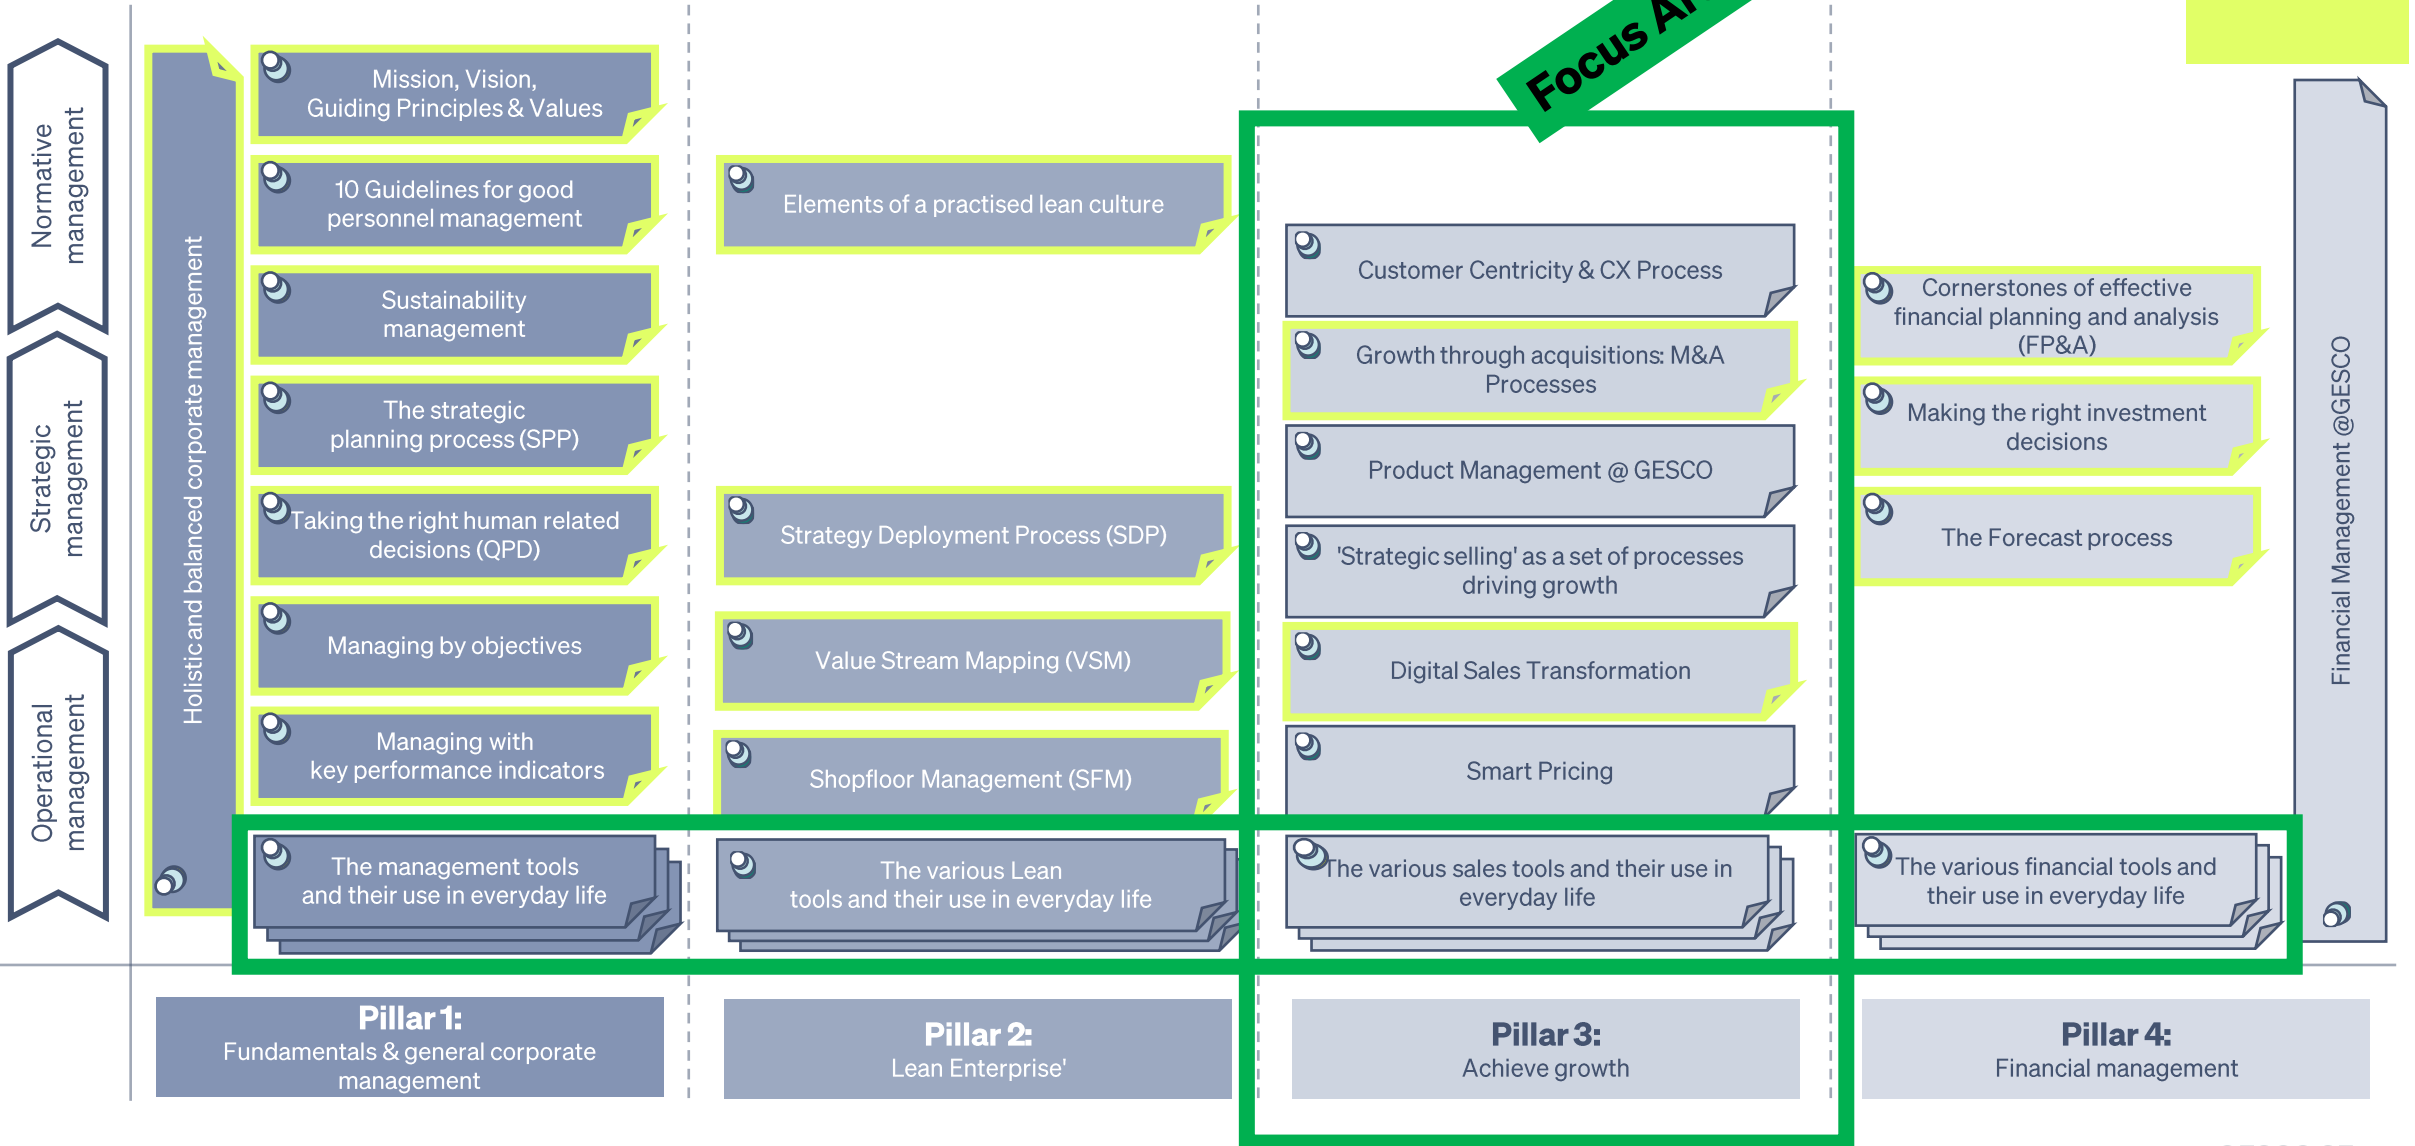 Focus
Normative
management
Strategic
management
Operational
management
Holistic and balanced corporate management
Mission, Vision,
Guiding Principles & Values
10 Guidelines for good
personnel management
Sustainability
management
The strategic
planning process (SPP)
Taking the right human related
decisions (QPD)
Managing by objectives
Managing with
key performance indicators
The management tools
and their use in everyday life
Elements of a practised lean culture
Strategy Deployment Process (SDP)
Value Stream Mapping (VSM)
Shopfloor Management (SFM)
The various Lean
tools and their use in everyday life
Customer Centricity & CX Process
Growth through acquisitions: M&A
Processes
Product Management @ GESCO
'Strategic selling' as a set of processes
driving growth
Digital Sales Transformation
Smart Pricing
The various sales tools and their use in
everyday life
Cornerstones of effective
financial planning and analysis
(FP&A)
Making the right investment
decisions
The Forecast process
The various financial tools and
their use in everyday life
Financial Management @GESCO
Pillar 1:
Fundamentals & general corporate
management
Pillar 2:
Lean Enterprise'
Pillar 3:
Achieve growth
Pillar 4:
Financial management